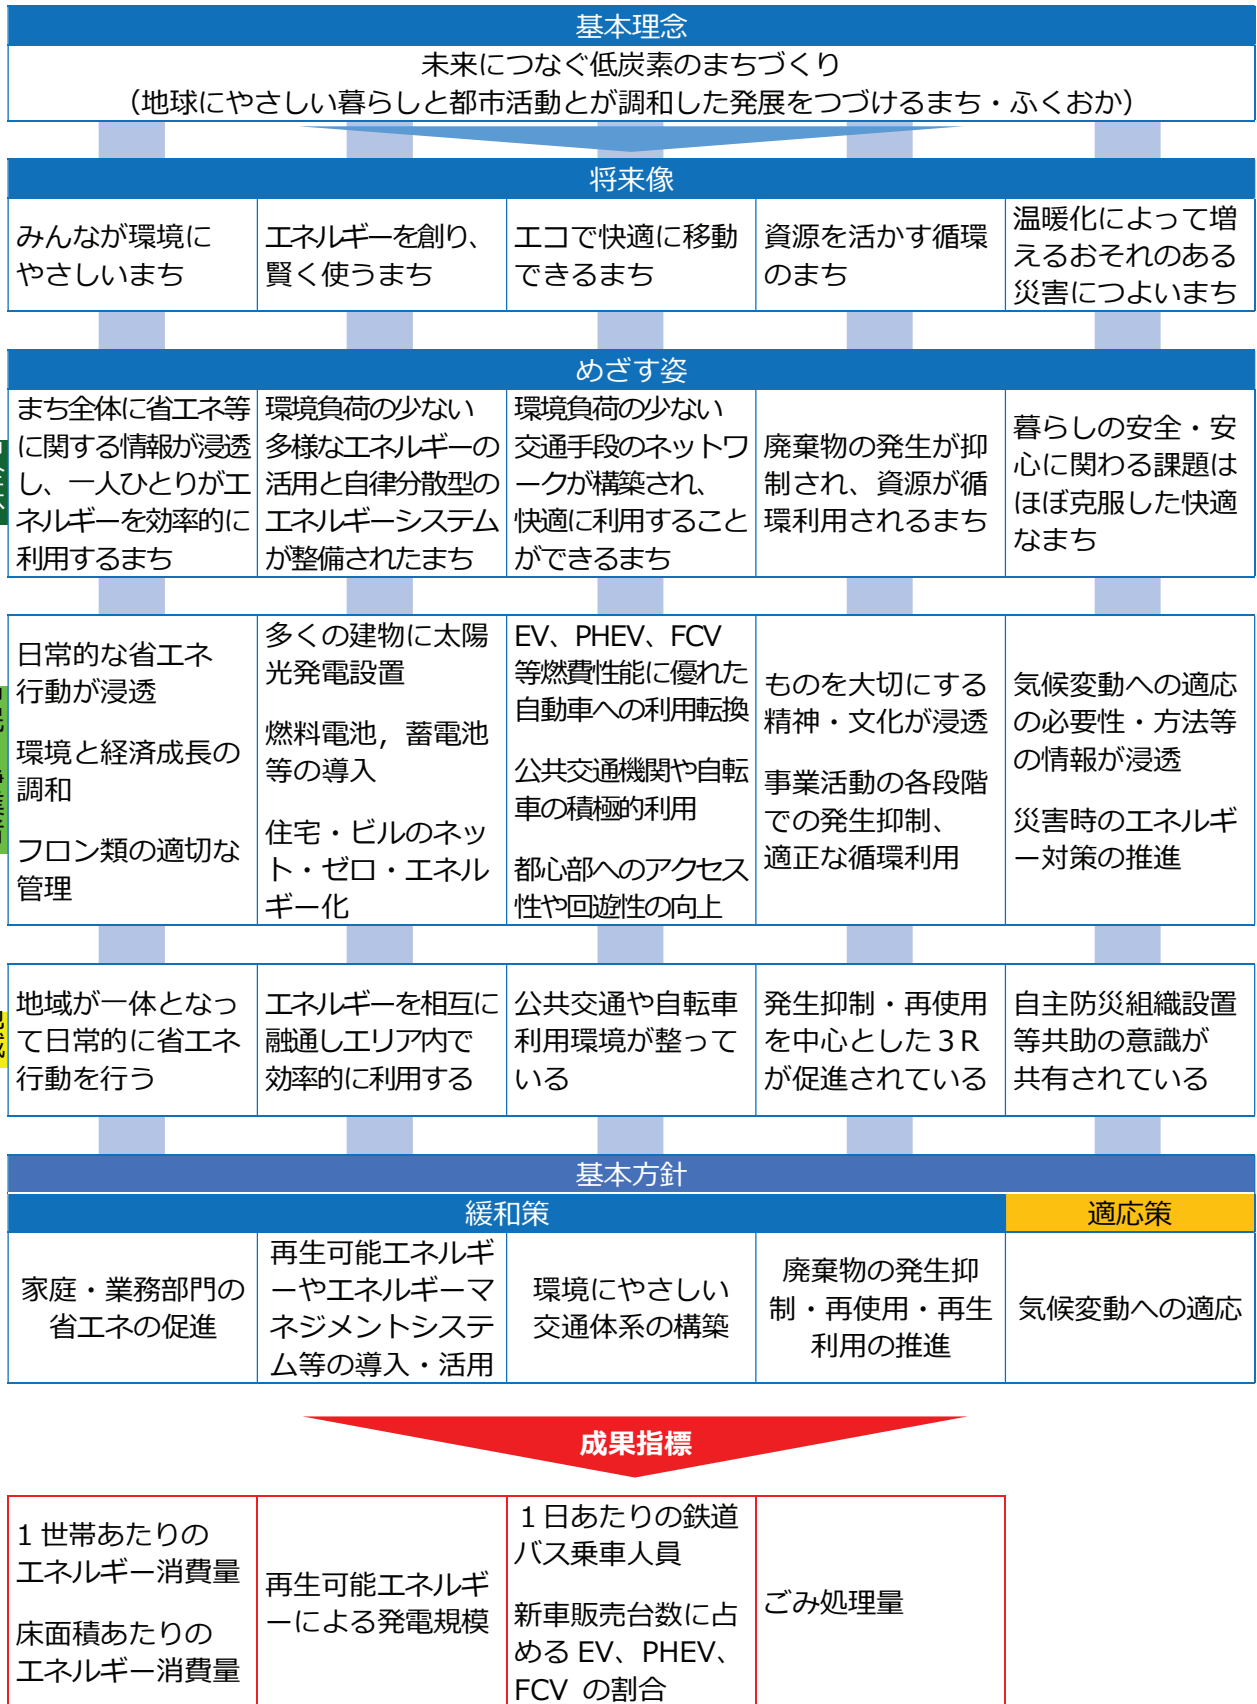 基本理念
未来につなぐ低炭素のまちづくり
（地球にやさしい暮らしと都市活動とが調和した発展をつづけるまち・ふくおか）
将来像
みんなが環境に
やさしいまち
エネルギーを創り、
賢く使うまち
エコで快適に移動
できるまち
資源を活かす循環
のまち
温暖化によって増
えるおそれのある
災害につよいまち
めざす姿
まち全体に省エネ等
に関する情報が浸透
し、一人ひとりがエ
ネルギーを効率的に
利用するまち
環境負荷の少ない
多様なエネルギーの
活用と自律分散型の
エネルギーシステム
が整備されたまち
環境負荷の少ない
交通手段のネットワ
ークが構築され、
快適に利用すること
ができるまち
廃棄物の発生が抑
制され、資源が循
環利用されるまち
暮らしの安全・安
心に関わる課題は
ほぼ克服した快適
なまち
日常的な省エネ
行動が浸透
環境と経済成長の
調和
フロン類の適切な
管理
多くの建物に太陽
光発電設置
燃料電池，蓄電池
等の導入
住宅・ビルのネッ
ト・ゼロ・エネル
ギー化
EV、PHEV、FCV
等燃費性能に優れた
自動車への利用転換
公共交通機関や自転
車の積極的利用
都心部へのアクセス
性や回遊性の向上
ものを大切にする
精神・文化が浸透
事業活動の各段階
での発生抑制、
適正な循環利用
気候変動への適応
の必要性・方法等
の情報が浸透
災害時のエネルギ
ー対策の推進
地域が一体となっ
て日常的に省エネ
行動を行う
エネルギーを相互に
融通しエリア内で
効率的に利用する
公共交通や自転車
利用環境が整って
いる
発生抑制・再使用
を中心とした３Ｒ
が促進されている
自主防災組織設置
等共助の意識が
共有されている
基本方針
緩和策
適応策
家庭・業務部門の
省エネの促進
再生可能エネルギ
ーやエネルギーマ
ネジメントシステ
ム等の導入・活用
環境にやさしい
交通体系の構築
廃棄物の発生抑
制・再使用・再生
利用の推進
気候変動への適応
成果指標
1 世帯あたりの
エネルギー消費量
床面積あたりの
エネルギー消費量
再生可能エネルギ
ーによる発電規模
１日あたりの鉄道
バス乗車人員
新車販売台数に占
める EV、PHEV、
FCV の割合
ごみ処理量